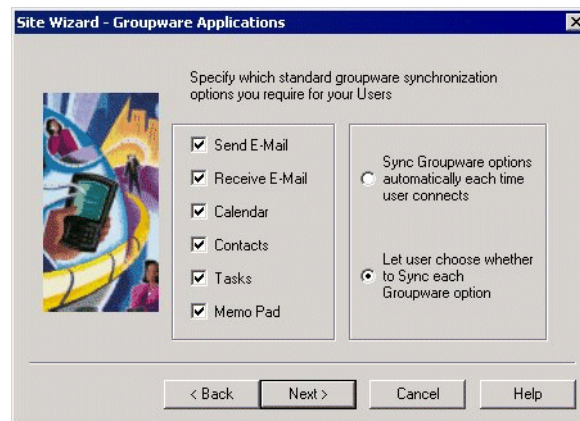 Site Wizard - Groupware Applications
Specify which standard groupware synchronization
options you require for your Users
Send E-Mail
Receive E-Mail
Calendar
Contacts
Tasks
Memo Pad
Sync Groupware options
automatically each time
user connects
Let user choose whether
to Sync each
Groupware option
< Back
Next >
Cancel
Help